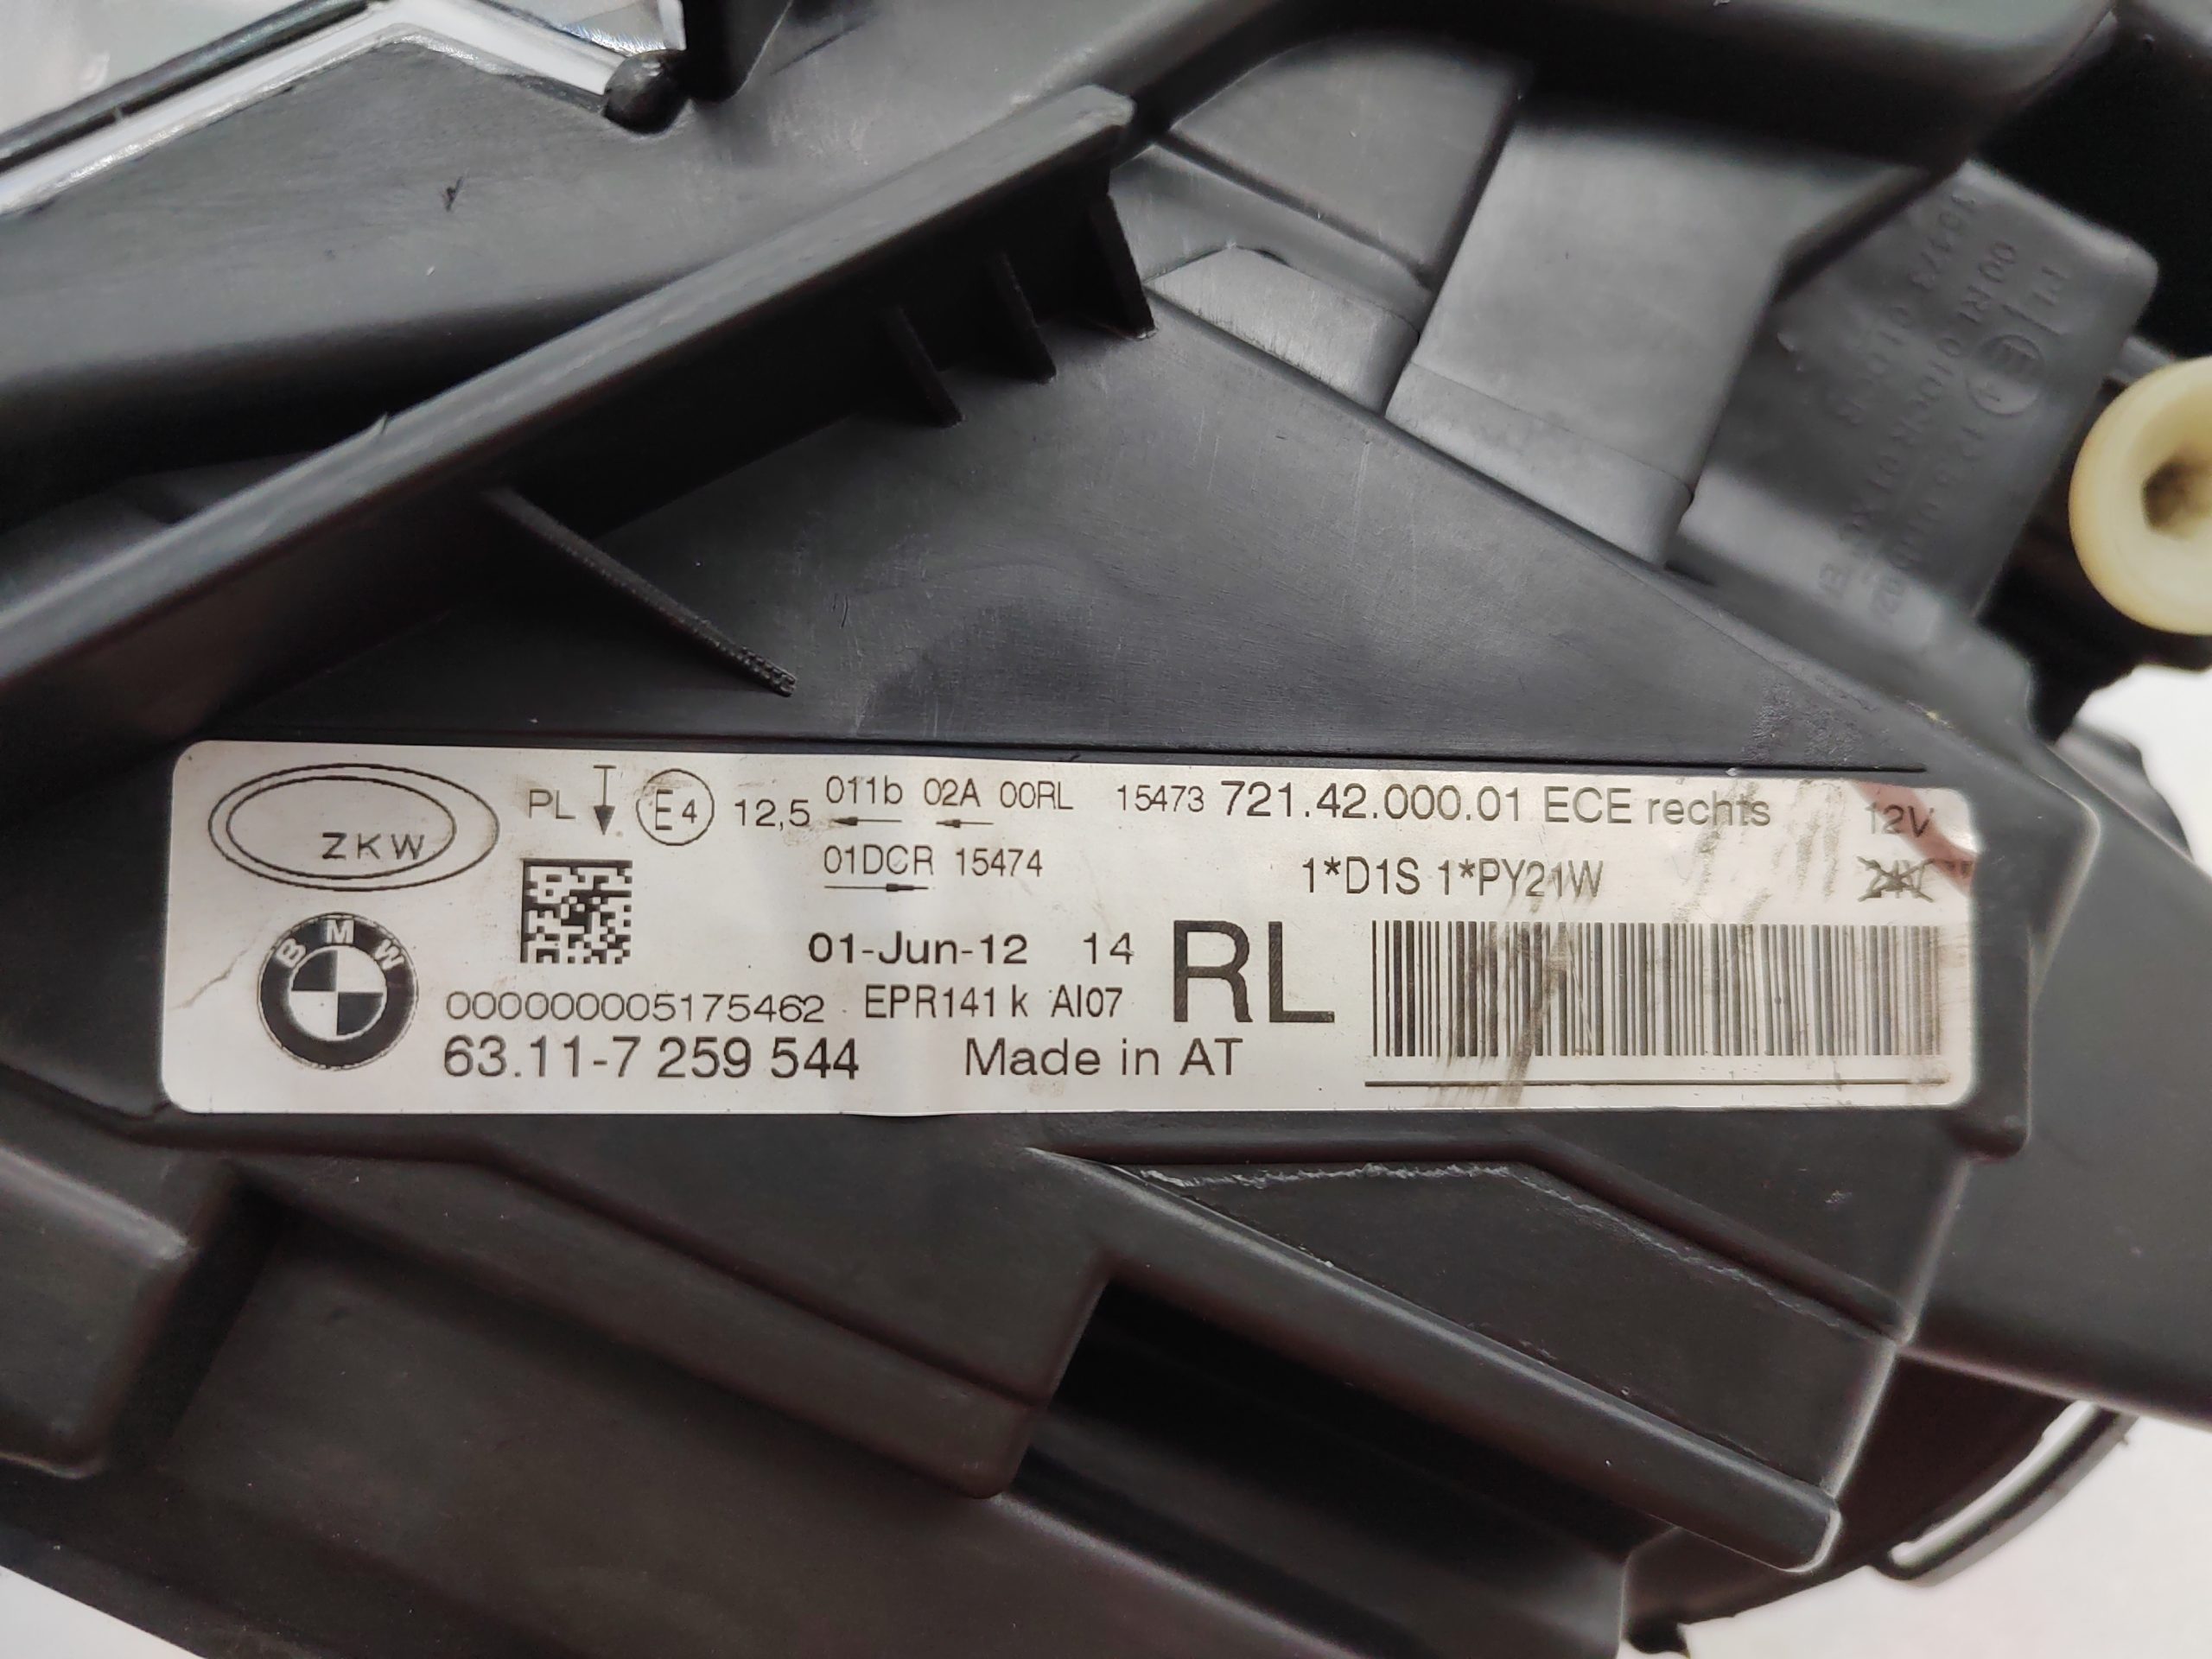 ZKW
PL E4 12,5 011b 02A 00RL 15473 721.42.000.01 ECE rechts 12V
01DCR 15474 1*D1S 1*PY21W
BMW
01-Jun-12 14 RL
000000005175462 EPR141 k AI07
63.11-7 259 544 Made in AT